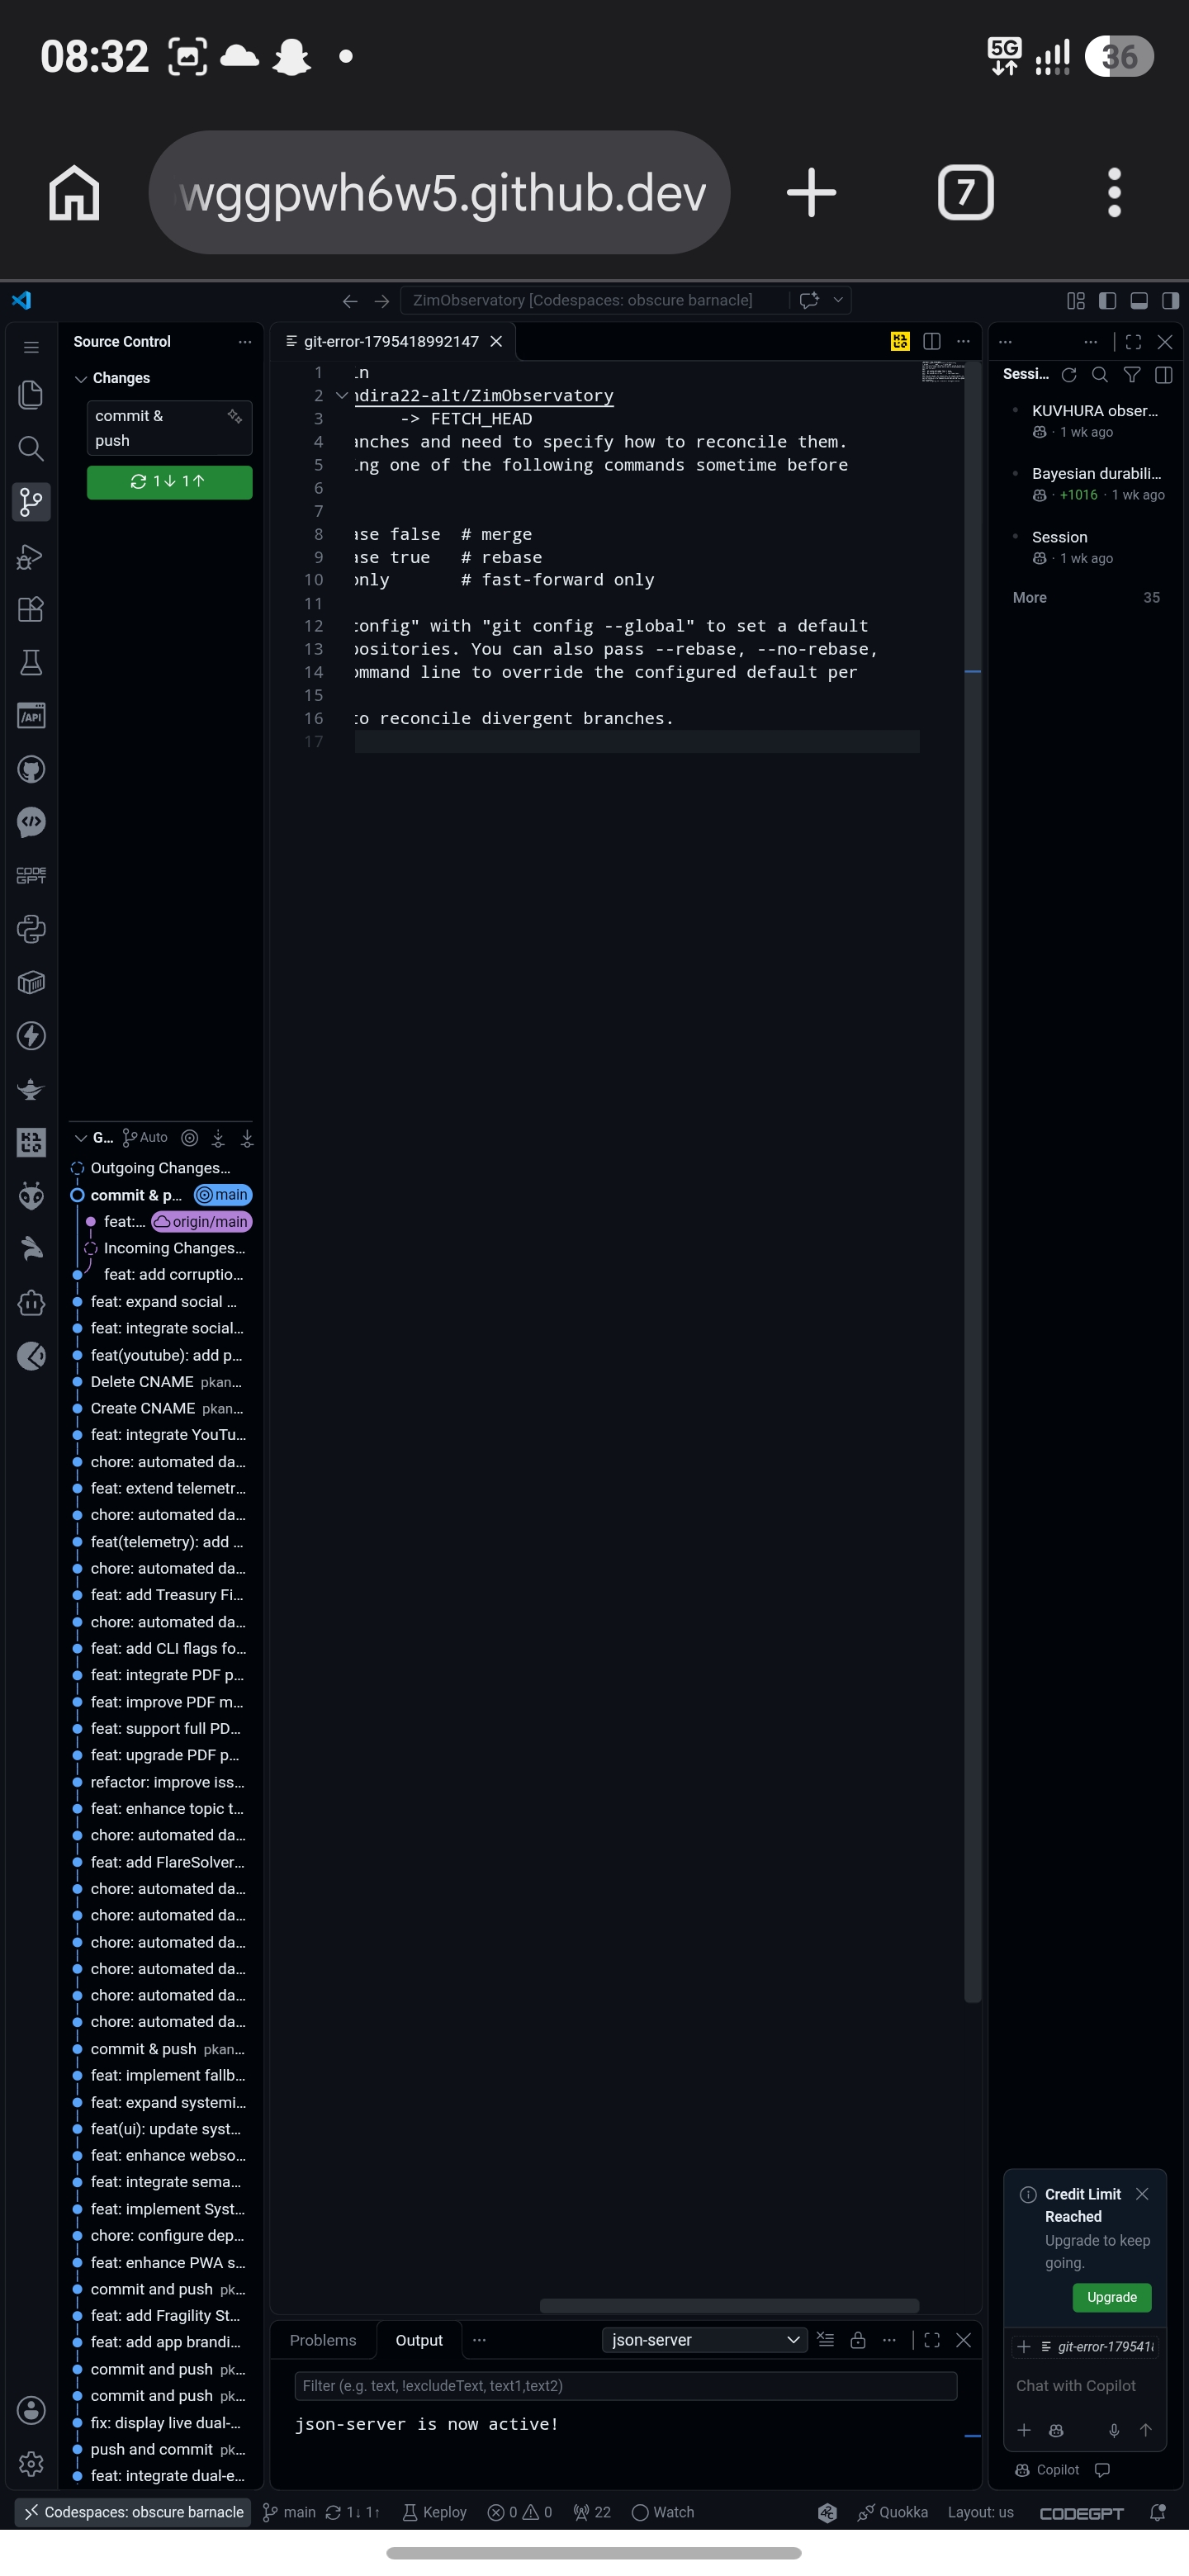 08:32
5G
36
wggpwh6w5.github.dev
7
ZimObservatory [Codespaces: obscure barnacle]
Source Control
Changes
commit &
push
1↓ 1↑
git-error-1795418992147
1 in
2 ndira22-alt/ZimObservatory
3 -> FETCH_HEAD
4 anches and need to specify how to reconcile them.
5 ing one of the following commands sometime before
6
7
8 ase false # merge
9 ase true # rebase
10 only # fast-forward only
11
12 config" with "git config --global" to set a default
13 ositories. You can also pass --rebase, --no-rebase,
14 ommand line to override the configured default per
15
16 to reconcile divergent branches.
17
Sessi...
KUVHURA obser...
1 wk ago
Bayesian durabili...
+1016 · 1 wk ago
Session
1 wk ago
More 35
/API
CODE
GPT
G... Auto
Outgoing Changes...
commit & p... main
feat:... origin/main
Incoming Changes...
feat: add corruptio...
feat: expand social ...
feat: integrate social...
feat(youtube): add p...
Delete CNAME pkan...
Create CNAME pkan...
feat: integrate YouTu...
chore: automated da...
feat: extend telemetr...
chore: automated da...
feat(telemetry): add ...
chore: automated da...
feat: add Treasury Fi...
chore: automated da...
feat: add CLI flags fo...
feat: integrate PDF p...
feat: improve PDF m...
feat: support full PD...
feat: upgrade PDF p...
refactor: improve iss...
feat: enhance topic t...
chore: automated da...
feat: add FlareSolver...
chore: automated da...
chore: automated da...
chore: automated da...
chore: automated da...
chore: automated da...
chore: automated da...
commit & push pkan...
feat: implement fallb...
feat: expand systemi...
feat(ui): update syst...
feat: enhance webso...
feat: integrate sema...
feat: implement Syst...
chore: configure dep...
feat: enhance PWA s...
commit and push pk...
feat: add Fragility St...
feat: add app brandi...
commit and push pk...
commit and push pk...
fix: display live dual-...
push and commit pk...
feat: integrate dual-e...
Credit Limit
Reached
Upgrade to keep
going.
Upgrade
git-error-179541
Chat with Copilot
Copilot
Problems Output ... json-server
Filter (e.g. text, !excludeText, text1,text2)
json-server is now active!
Codespaces: obscure barnacle main 1↓ 1↑ Keploy 0 0 22 Watch Quokka Layout: us CODEGPT